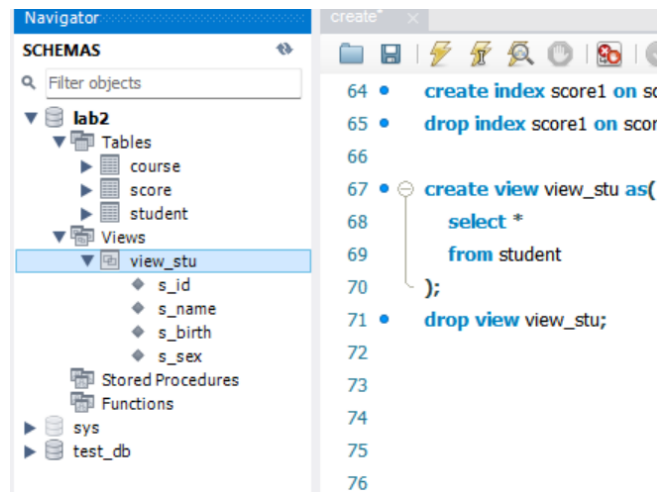 Navigator
SCHEMAS
Filter objects
lab2
Tables
course
score
student
Views
view_stu
s_id
s_name
s_birth
s_sex
Stored Procedures
Functions
sys
test_db
create*
64 create index score1 on sc
65 drop index score1 on scor
66
67 create view view_stu as(
68 select *
69 from student
70 );
71 drop view view_stu;
72
73
74
75
76